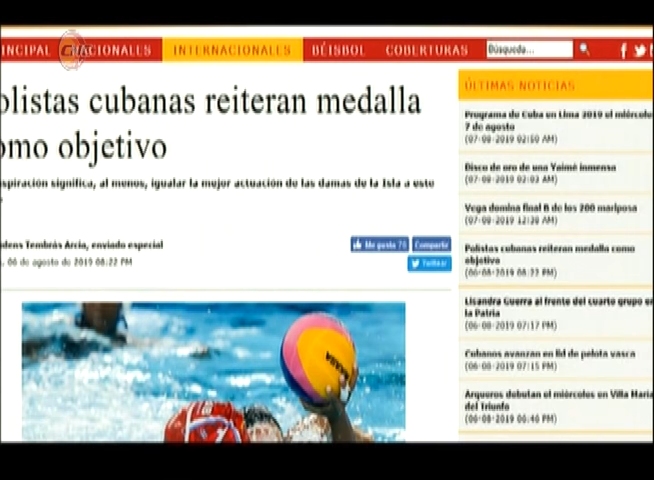 INCIPAL NACIONALES INTERNACIONALES BÉISBOL COBERTURAS Búsqueda...
olistas cubanas reiteran medalla
omo objetivo
spiración significa, al menos, igualar la mejor actuación de las damas de la Isla a este
dens Tembrás Arcia, enviado especial
, 06 de agosto de 2019 08:22 PM
Me gusta 70 Compartir
Twittear
ÚLTIMAS NOTICIAS
Programa de Cuba en Lima 2019 el miércoles
7 de agosto
(07-08-2019 02:50 AM)
Disco de oro de una Yaimé inmensa
(07-08-2019 02:03 AM)
Vega domina final B de los 200 mariposa
(07-08-2019 12:28 AM)
Polistas cubanas reiteran medalla como
objetivo
(06-08-2019 08:22 PM)
Lisandra Guerra al frente del cuarto grupo en
la Patria
(06-08-2019 07:17 PM)
Cubanos avanzan en lid de pelota vasca
(06-08-2019 07:15 PM)
Arqueros debutan el miércoles en Villa María
del Triunfo
(06-08-2019 06:46 PM)